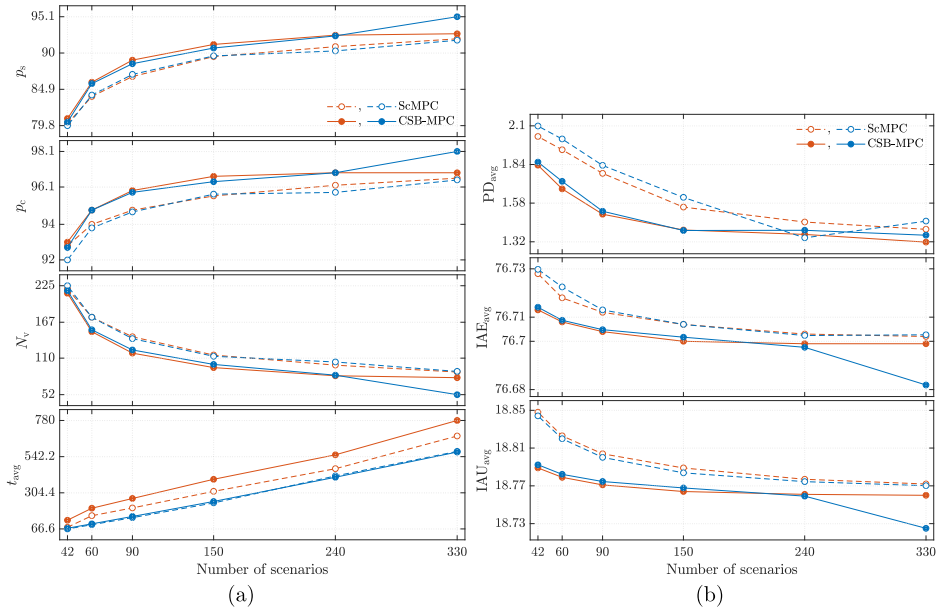 95.1
90
84.9
79.8
p_s
ScMPC
CSB-MPC
98.1
96.1
94
92
p_c
225
167
110
52
N_v
780
542.2
304.4
66.6
t_avg
42 60 90 150 240 330
Number of scenarios
(a)
2.1
1.84
1.58
1.32
PD_avg
ScMPC
CSB-MPC
76.73
76.71
76.7
76.68
IAE_avg
18.85
18.81
18.77
18.73
IAU_avg
42 60 90 150 240 330
Number of scenarios
(b)